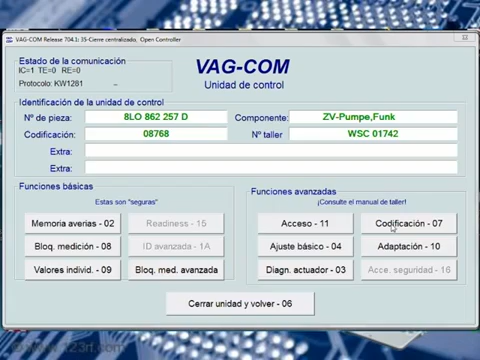 VAG-COM Release 704.1: 35-Cierre centralizado, Open Controller
Estado de la comunicación
IC=1 TE=0 RE=0
Protocolo: KW1281
VAG-COM
Unidad de control
Identificación de la unidad de control
Nº de pieza: 8LO 862 257 D Componente: ZV-Pumpe,Funk
Codificación: 08768 Nº taller WSC 01742
Extra:
Extra:
Funciones básicas
Estas son "seguras"
Memoria averias - 02 Readiness - 15
Bloq. medición - 08 ID avanzada - 1A
Valores individ. - 09 Bloq. med. avanzada
Funciones avanzadas
¡Consulte el manual de taller!
Acceso - 11 Codificación - 07
Ajuste básico - 04 Adaptación - 10
Diagn. actuador - 03 Acce. seguridad - 16
Cerrar unidad y volver - 06